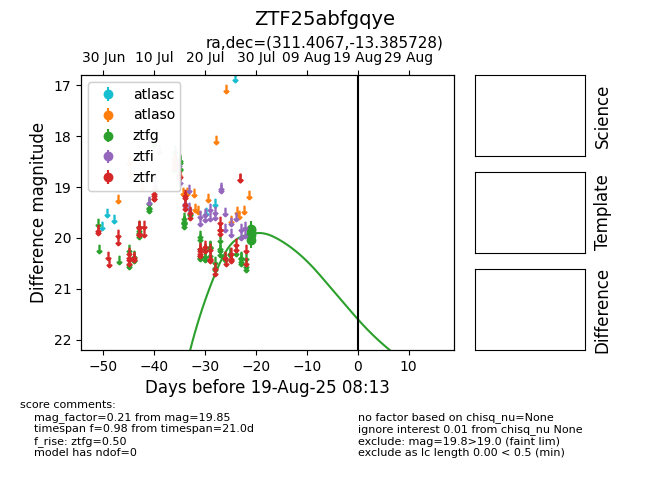 ZTF25abfgqye
ra,dec=(311.4067,-13.385728)
30 Jun 10 Jul 20 Jul 30 Jul 09 Aug 19 Aug 29 Aug
17
18
19
20
21
22
Difference magnitude
atlasc
atlaso
ztfg
ztfi
ztfr
−50 −40 −30 −20 −10 0 10
Days before 19-Aug-25 08:13
Science
Template
Difference
score comments:
mag_factor=0.21 from mag=19.85
timespan f=0.98 from timespan=21.0d
f_rise: ztfg=0.50
model has ndof=0
no factor based on chisq_nu=None
ignore interest 0.01 from chisq_nu None
exclude: mag=19.8>19.0 (faint lim)
exclude as lc length 0.00 < 0.5 (min)